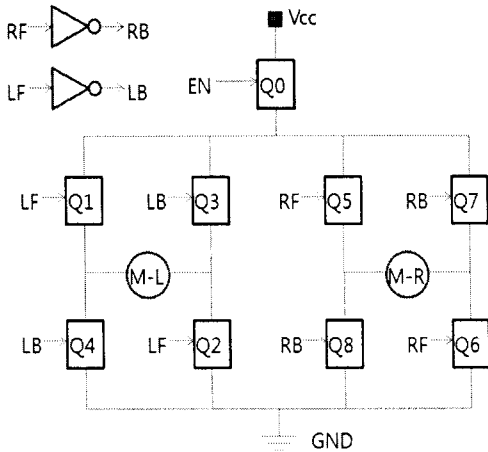 RF RB Vcc
LF LB EN Q0
LF Q1 LB Q3 RF Q5 RB Q7
M-L M-R
LB Q4 LF Q2 RB Q8 RF Q6
GND